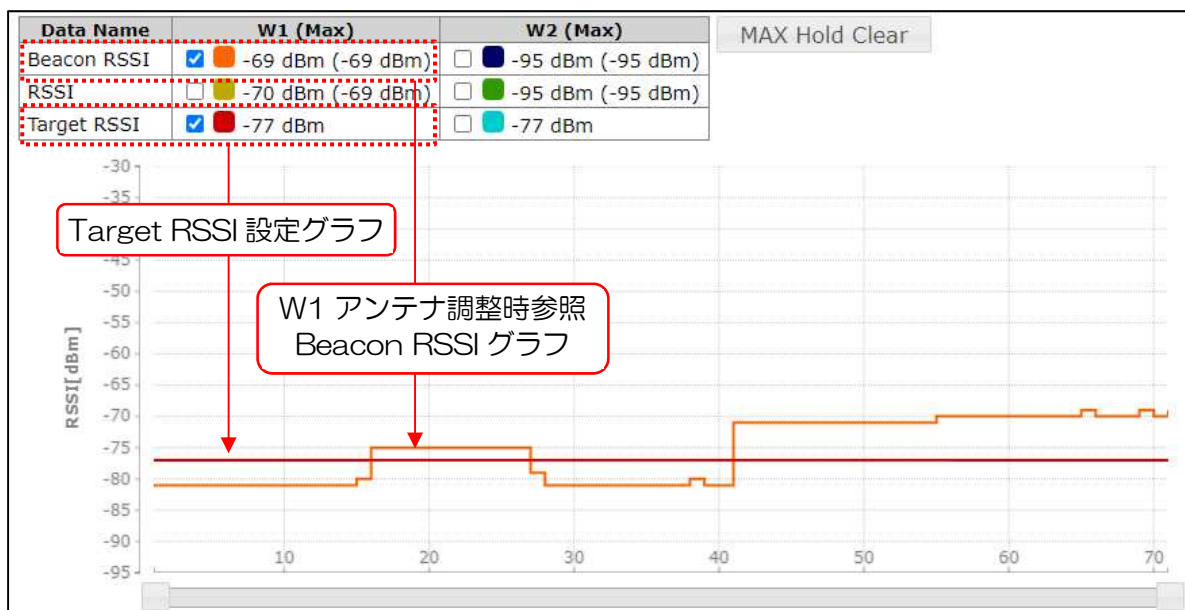 Data Name W1 (Max) W2 (Max)
MAX Hold Clear
Beacon RSSI -69 dBm (-69 dBm) -95 dBm (-95 dBm)
RSSI -70 dBm (-69 dBm) -95 dBm (-95 dBm)
Target RSSI -77 dBm -77 dBm
-30
-35
Target RSSI 設定グラフ
-45
-50
W1 アンテナ調整時参照
Beacon RSSI グラフ
-55
-60
-65
-70
-75
-80
-85
-90
-95
RSSI[dBm]
10 20 30 40 50 60 70